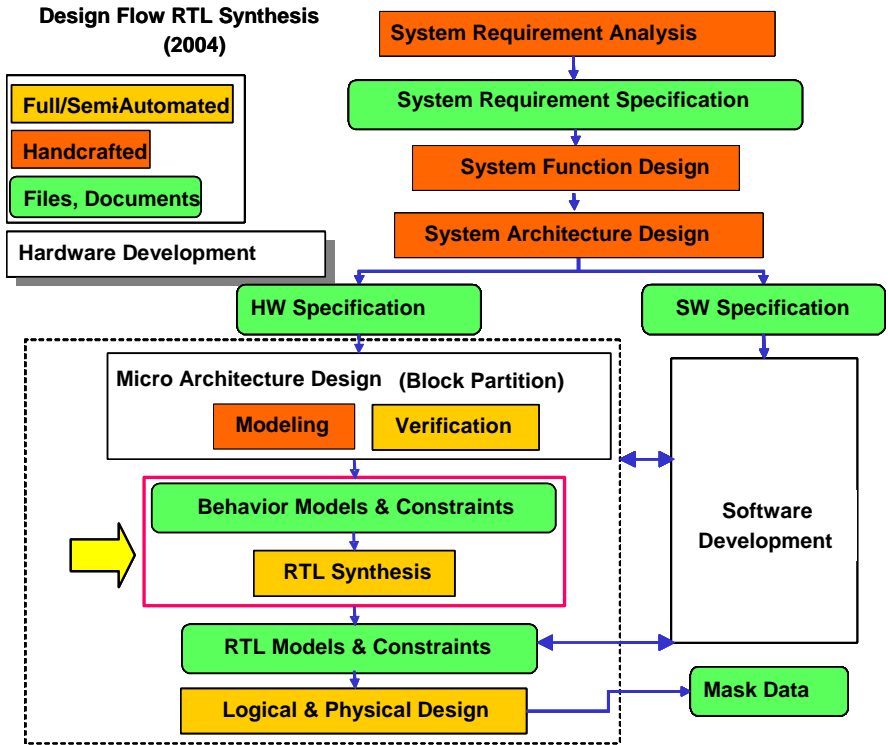 Design Flow RTL Synthesis
(2004)
Full/Semi-Automated
Handcrafted
Files, Documents
Hardware Development
System Requirement Analysis
System Requirement Specification
System Function Design
System Architecture Design
HW Specification
SW Specification
Micro Architecture Design (Block Partition)
Modeling
Verification
Behavior Models & Constraints
RTL Synthesis
Software
Development
RTL Models & Constraints
Logical & Physical Design
Mask Data